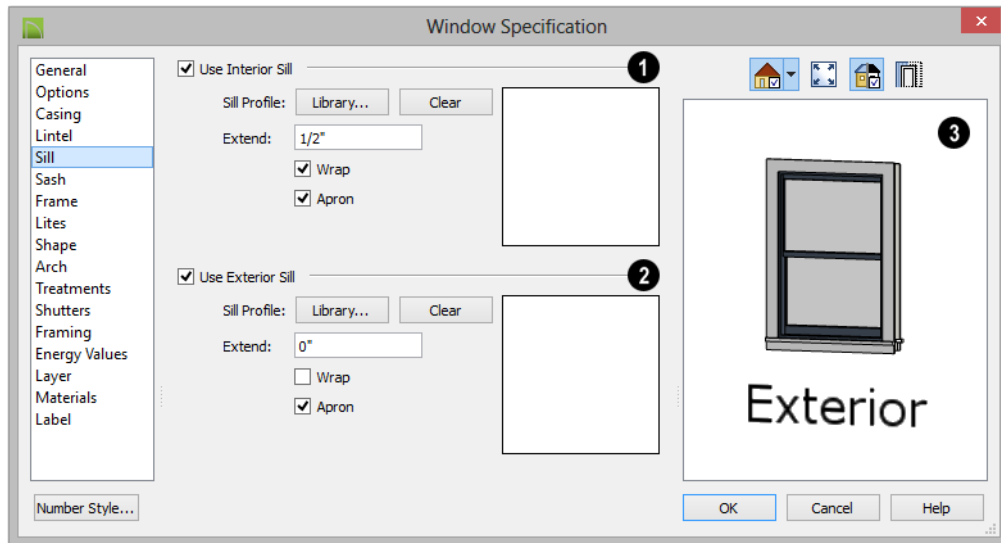 Window Specification
General
Options
Casing
Lintel
Sill
Sash
Frame
Lites
Shape
Arch
Treatments
Shutters
Framing
Energy Values
Layer
Materials
Label
Number Style...
Use Interior Sill
1
Sill Profile: Library... Clear
Extend: 1/2"
Wrap
Apron
Use Exterior Sill
2
Sill Profile: Library... Clear
Extend: 0"
Wrap
Apron
3
Exterior
OK Cancel Help